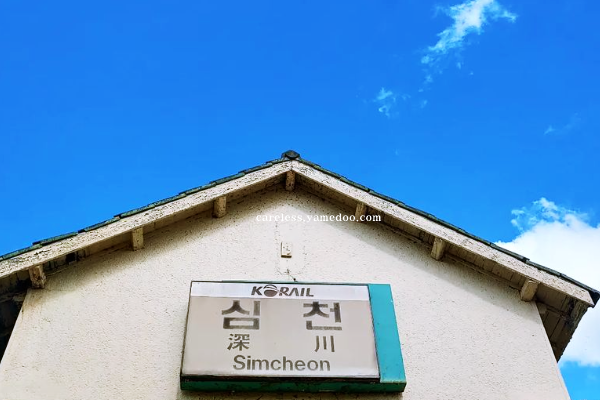 careless.yamedoo.com
KORAIL
심천
深川
Simcheon